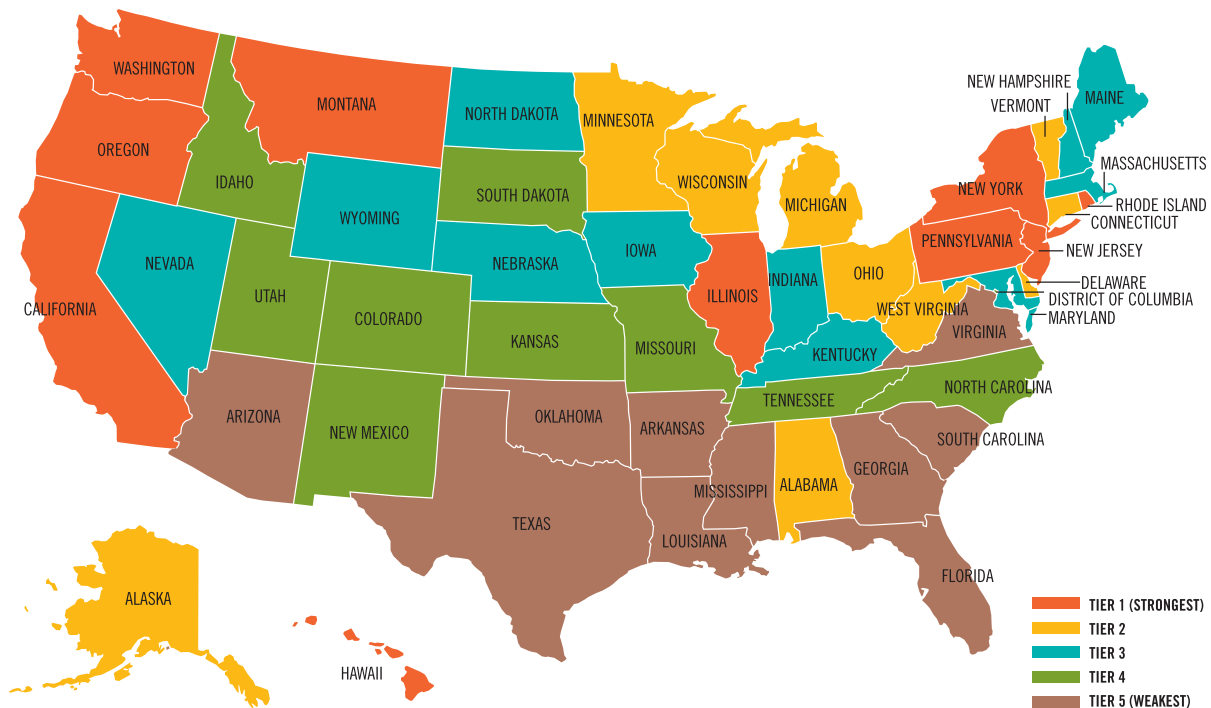 WASHINGTON
MONTANA
NORTH DAKOTA
MINNESOTA
NEW HAMPSHIRE
VERMONT
MAINE
OREGON
IDAHO
SOUTH DAKOTA
WISCONSIN
MICHIGAN
NEW YORK
MASSACHUSETTS
RHODE ISLAND
CONNECTICUT
WYOMING
PENNSYLVANIA
NEW JERSEY
NEVADA
NEBRASKA
IOWA
ILLINOIS
INDIANA
OHIO
DELAWARE
DISTRICT OF COLUMBIA
MARYLAND
CALIFORNIA
UTAH
COLORADO
KANSAS
MISSOURI
WEST VIRGINIA
VIRGINIA
KENTUCKY
ARIZONA
NEW MEXICO
OKLAHOMA
ARKANSAS
TENNESSEE
NORTH CAROLINA
SOUTH CAROLINA
TEXAS
LOUISIANA
MISSISSIPPI
ALABAMA
GEORGIA
FLORIDA
ALASKA
HAWAII
TIER 1 (STRONGEST)
TIER 2
TIER 3
TIER 4
TIER 5 (WEAKEST)